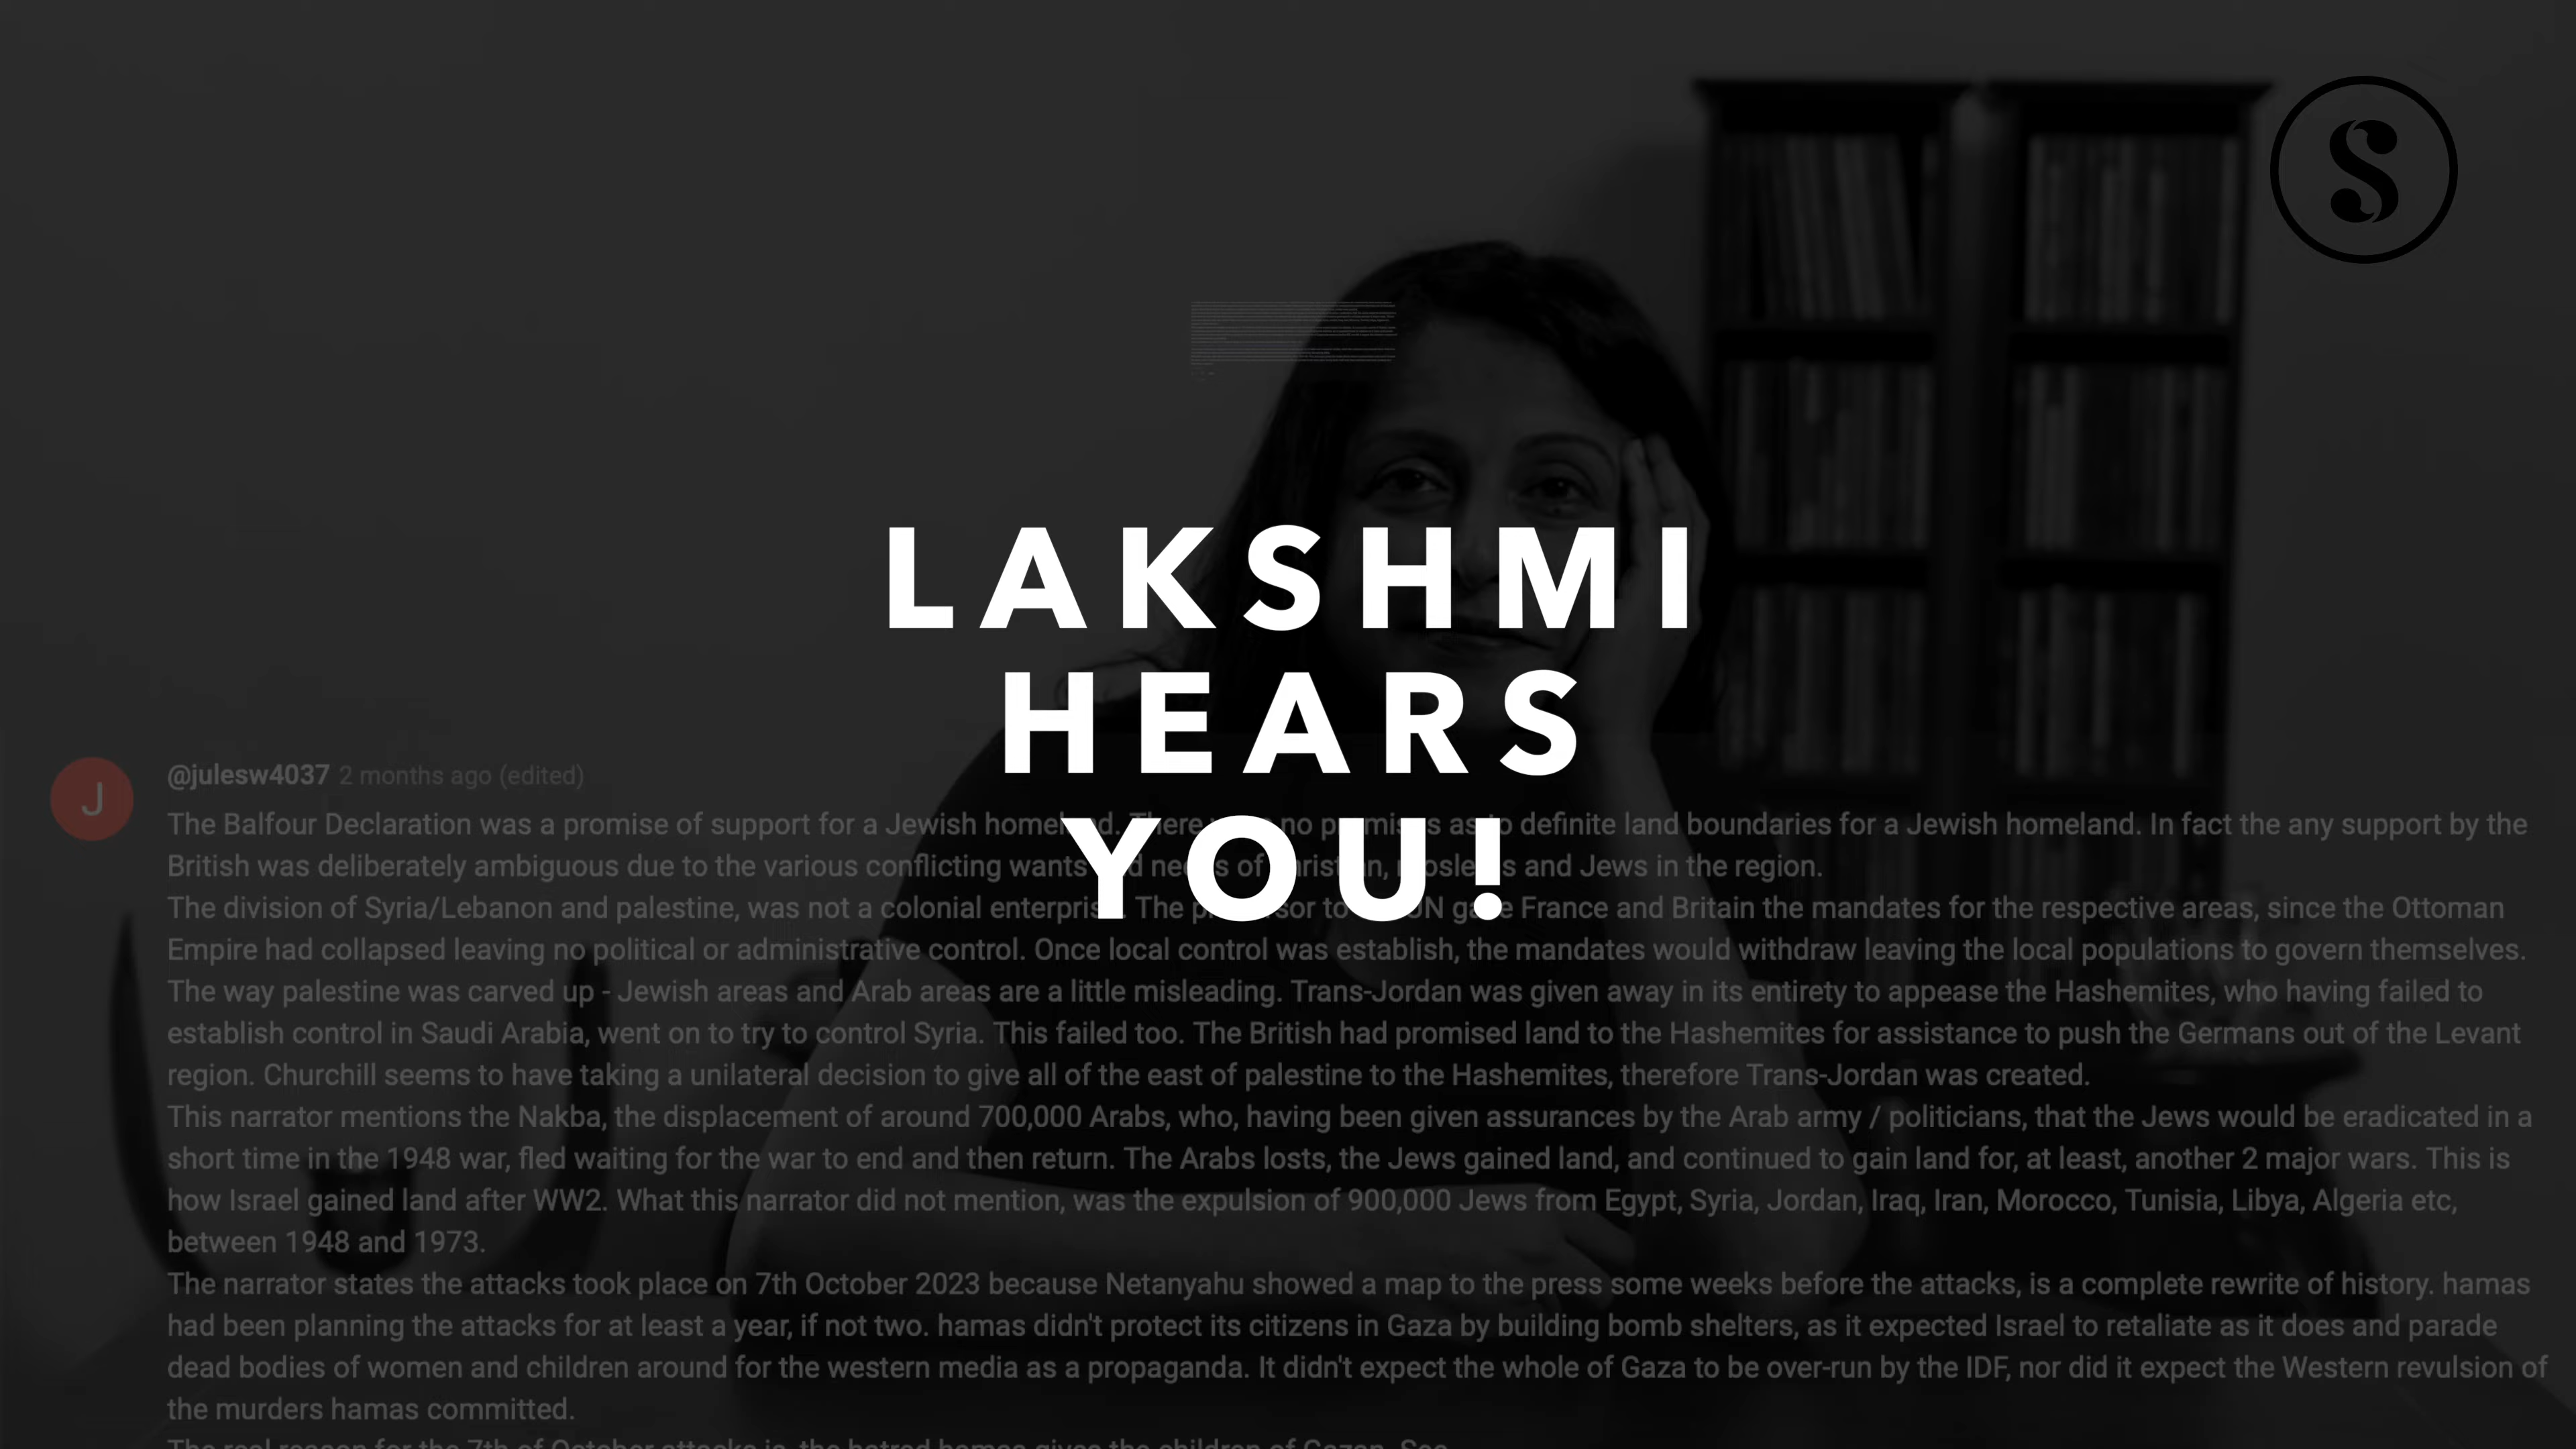 S
LAKSHMI
HEARS
YOU!
@julesw4037 2 months ago (edited)
The Balfour Declaration was a promise of support for a Jewish There no as definite land boundaries for a Jewish homeland. In fact the any support by the
British was deliberately ambiguous due to the various conflicting wants of and Jews in the region.
The division of Syria/Lebanon and palestine, was not a colonial The France and Britain the mandates for the respective areas, since the Ottoman
Empire had collapsed leaving no political or administrative control. Once local control was establish, the mandates would withdraw leaving the local populations to govern themselves.
The way palestine was carved up - Jewish areas and Arab areas are a little misleading. Trans-Jordan was given away in its entirety to appease the Hashemites, who having failed to
establish control in Saudi Arabia, went on to try to control Syria. This failed too. The British had promised land to the Hashemites for assistance to push the Germans out of the Levant
region. Churchill seems to have taking a unilateral decision to give all of the east of palestine to the Hashemites, therefore Trans-Jordan was created.
This narrator mentions the Nakba, the displacement of around 700,000 Arabs, who, having been given assurances by the Arab army / politicians, that the Jews would be eradicated in a
short time in the 1948 war, fled waiting for the war to end and then return. The Arabs losts, the Jews gained land, and continued to gain land for, at least, another 2 major wars. This is
how Israel gained land after WW2. What this narrator did not mention, was the expulsion of 900,000 Jews from Egypt, Syria, Jordan, Iraq, Iran, Morocco, Tunisia, Libya, Algeria etc,
between 1948 and 1973.
The narrator states the attacks took place on 7th October 2023 because Netanyahu showed a map to the press some weeks before the attacks, is a complete rewrite of history. hamas
had been planning the attacks for at least a year, if not two. hamas didn't protect its citizens in Gaza by building bomb shelters, as it expected Israel to retaliate as it does and parade
dead bodies of women and children around for the western media as a propaganda. It didn't expect the whole of Gaza to be over-run by the IDF, nor did it expect the Western revulsion of
the murders hamas committed.